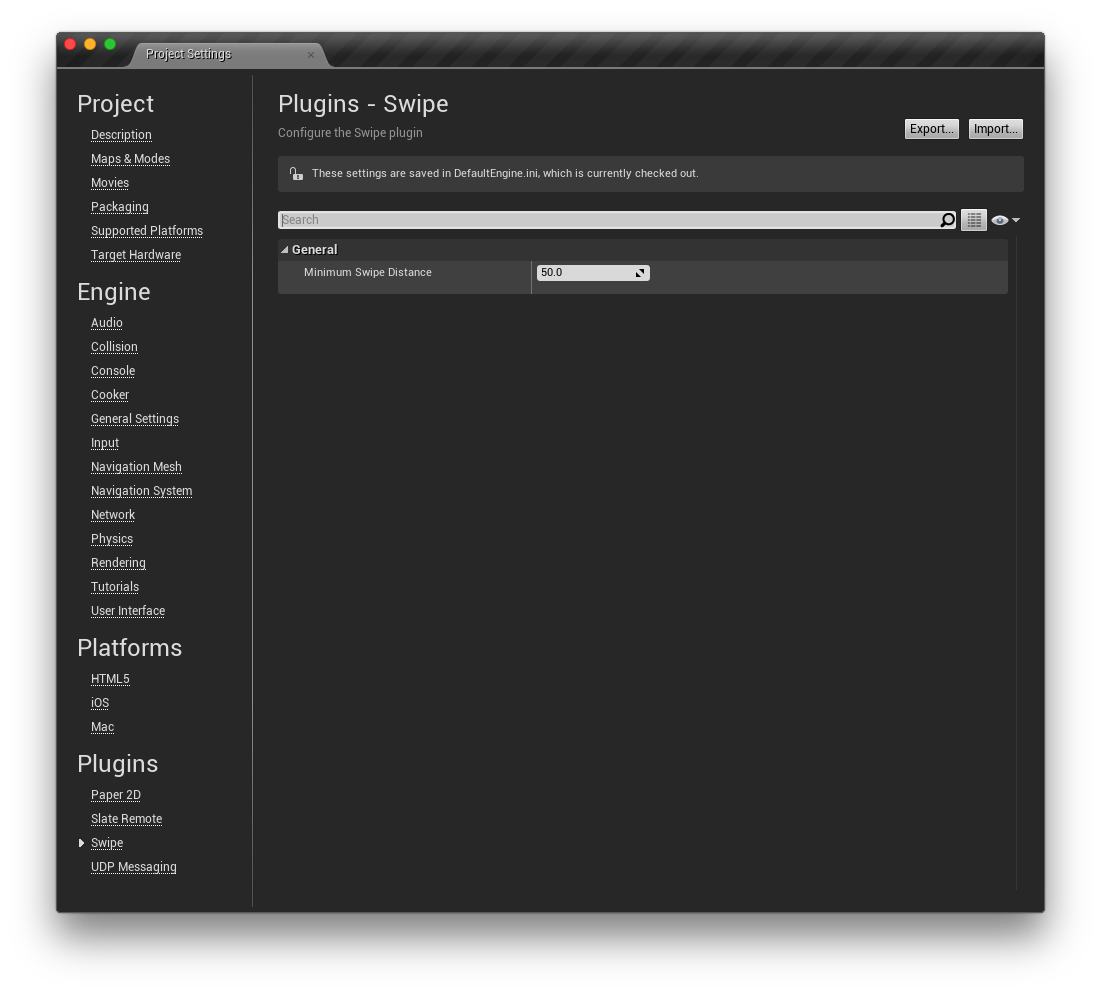 Project Settings
Project
Description
Maps & Modes
Movies
Packaging
Supported Platforms
Target Hardware
Engine
Audio
Collision
Console
Cooker
General Settings
Input
Navigation Mesh
Navigation System
Network
Physics
Rendering
Tutorials
User Interface
Platforms
HTML5
iOS
Mac
Plugins
Paper 2D
Slate Remote
Swipe
UDP Messaging
Plugins - Swipe
Configure the Swipe plugin
Export... Import...
These settings are saved in DefaultEngine.ini, which is currently checked out.
Search
General
Minimum Swipe Distance 50.0